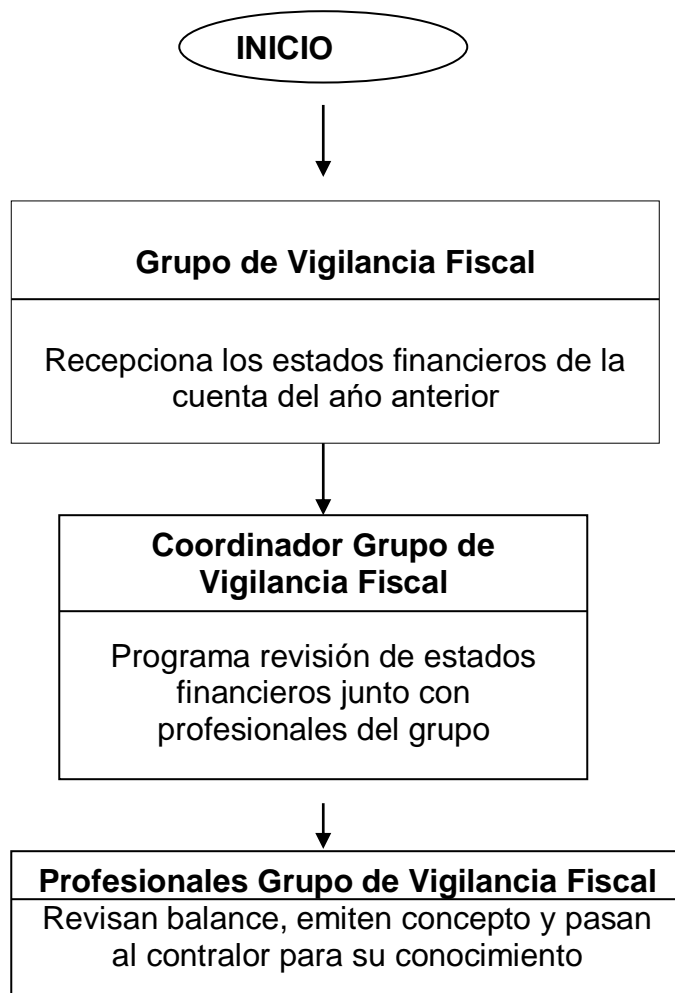 INICIO
Grupo de Vigilancia Fiscal
Recepciona los estados financieros de la
cuenta del ańo anterior
Coordinador Grupo de
Vigilancia Fiscal
Programa revisión de estados
financieros junto con
profesionales del grupo
Profesionales Grupo de Vigilancia Fiscal
Revisan balance, emiten concepto y pasan
al contralor para su conocimiento